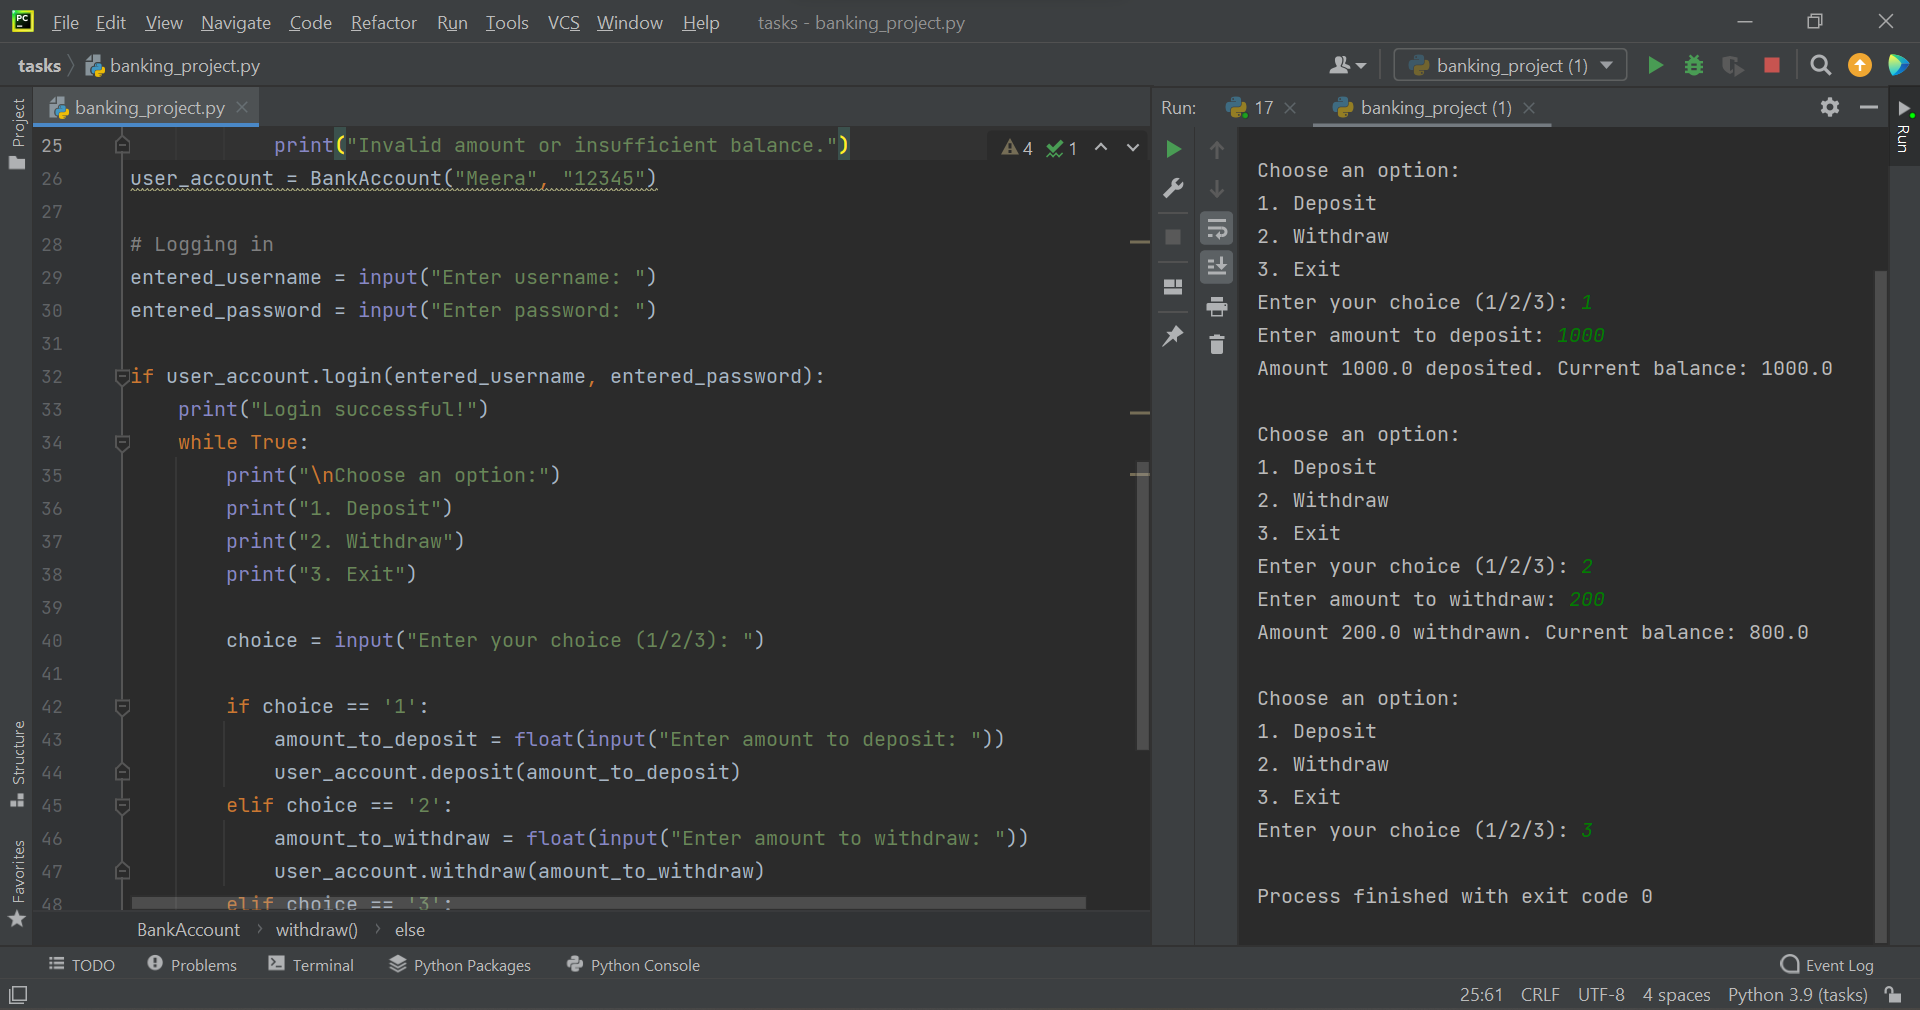 PC File Edit View Navigate Code Refactor Run Tools VCS Window Help tasks - banking_project.py
tasks banking_project.py banking_project (1)
banking_project.py Run: 17 banking_project (1)
Project
Structure
Favorites
4 1
25 print("Invalid amount or insufficient balance.")
26 user_account = BankAccount("Meera", "12345")
27
28 # Logging in
29 entered_username = input("Enter username: ")
30 entered_password = input("Enter password: ")
31
32 if user_account.login(entered_username, entered_password):
33 print("Login successful!")
34 while True:
35 print("\nChoose an option:")
36 print("1. Deposit")
37 print("2. Withdraw")
38 print("3. Exit")
39
40 choice = input("Enter your choice (1/2/3): ")
41
42 if choice == '1':
43 amount_to_deposit = float(input("Enter amount to deposit: "))
44 user_account.deposit(amount_to_deposit)
45 elif choice == '2':
46 amount_to_withdraw = float(input("Enter amount to withdraw: "))
47 user_account.withdraw(amount_to_withdraw)
48 elif choice == '3':
BankAccount withdraw() else
Choose an option:
1. Deposit
2. Withdraw
3. Exit
Enter your choice (1/2/3): 1
Enter amount to deposit: 1000
Amount 1000.0 deposited. Current balance: 1000.0
Choose an option:
1. Deposit
2. Withdraw
3. Exit
Enter your choice (1/2/3): 2
Enter amount to withdraw: 200
Amount 200.0 withdrawn. Current balance: 800.0
Choose an option:
1. Deposit
2. Withdraw
3. Exit
Enter your choice (1/2/3): 3
Process finished with exit code 0
Run
TODO Problems Terminal Python Packages Python Console Event Log
25:61 CRLF UTF-8 4 spaces Python 3.9 (tasks)